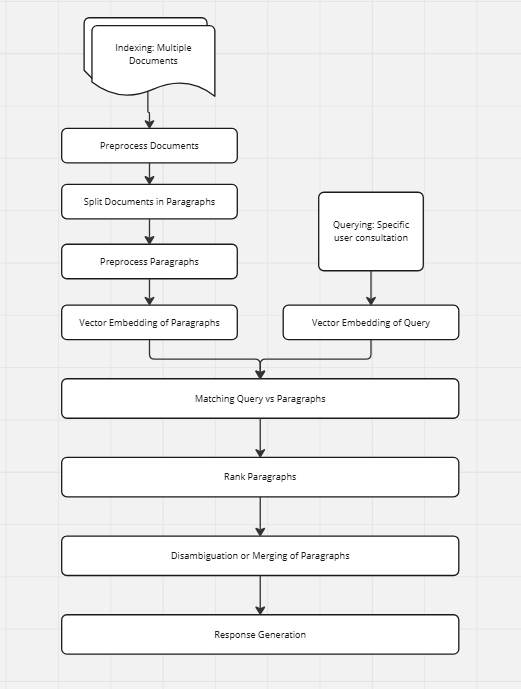 Indexing: Multiple
Documents
Preprocess Documents
Split Documents in Paragraphs
Querying: Specific
user consultation
Preprocess Paragraphs
Vector Embedding of Paragraphs
Vector Embedding of Query
Matching Query vs Paragraphs
Rank Paragraphs
Disambiguation or Merging of Paragraphs
Response Generation